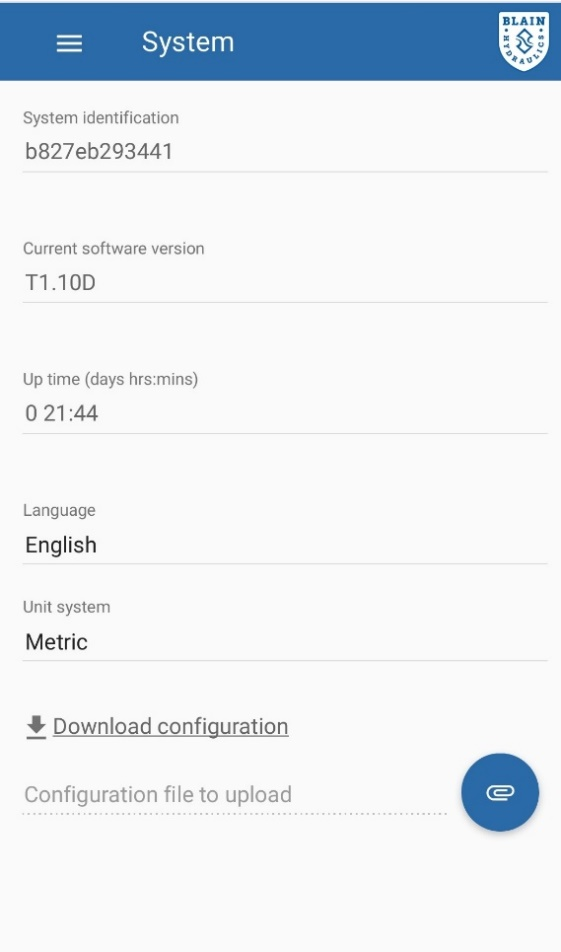 System
BLAIN
HYDRAULICS
System identification
b827eb293441
Current software version
T1.10D
Up time (days hrs:mins)
0 21:44
Language
English
Unit system
Metric
Download configuration
Configuration file to upload